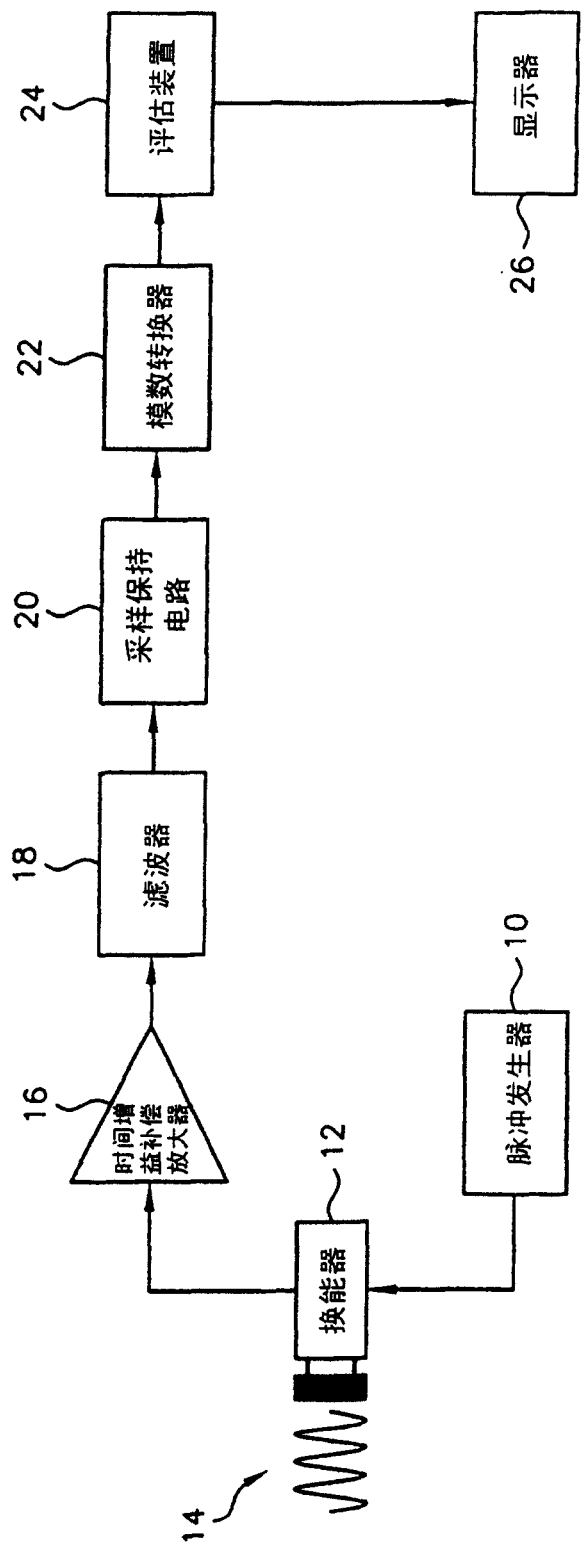 14
换能器
12
脉冲发生器
10
时间增
益补偿
放大器
16
滤波器
18
采样保持
电路
20
模数转换器
22
评估装置
24
显示器
26